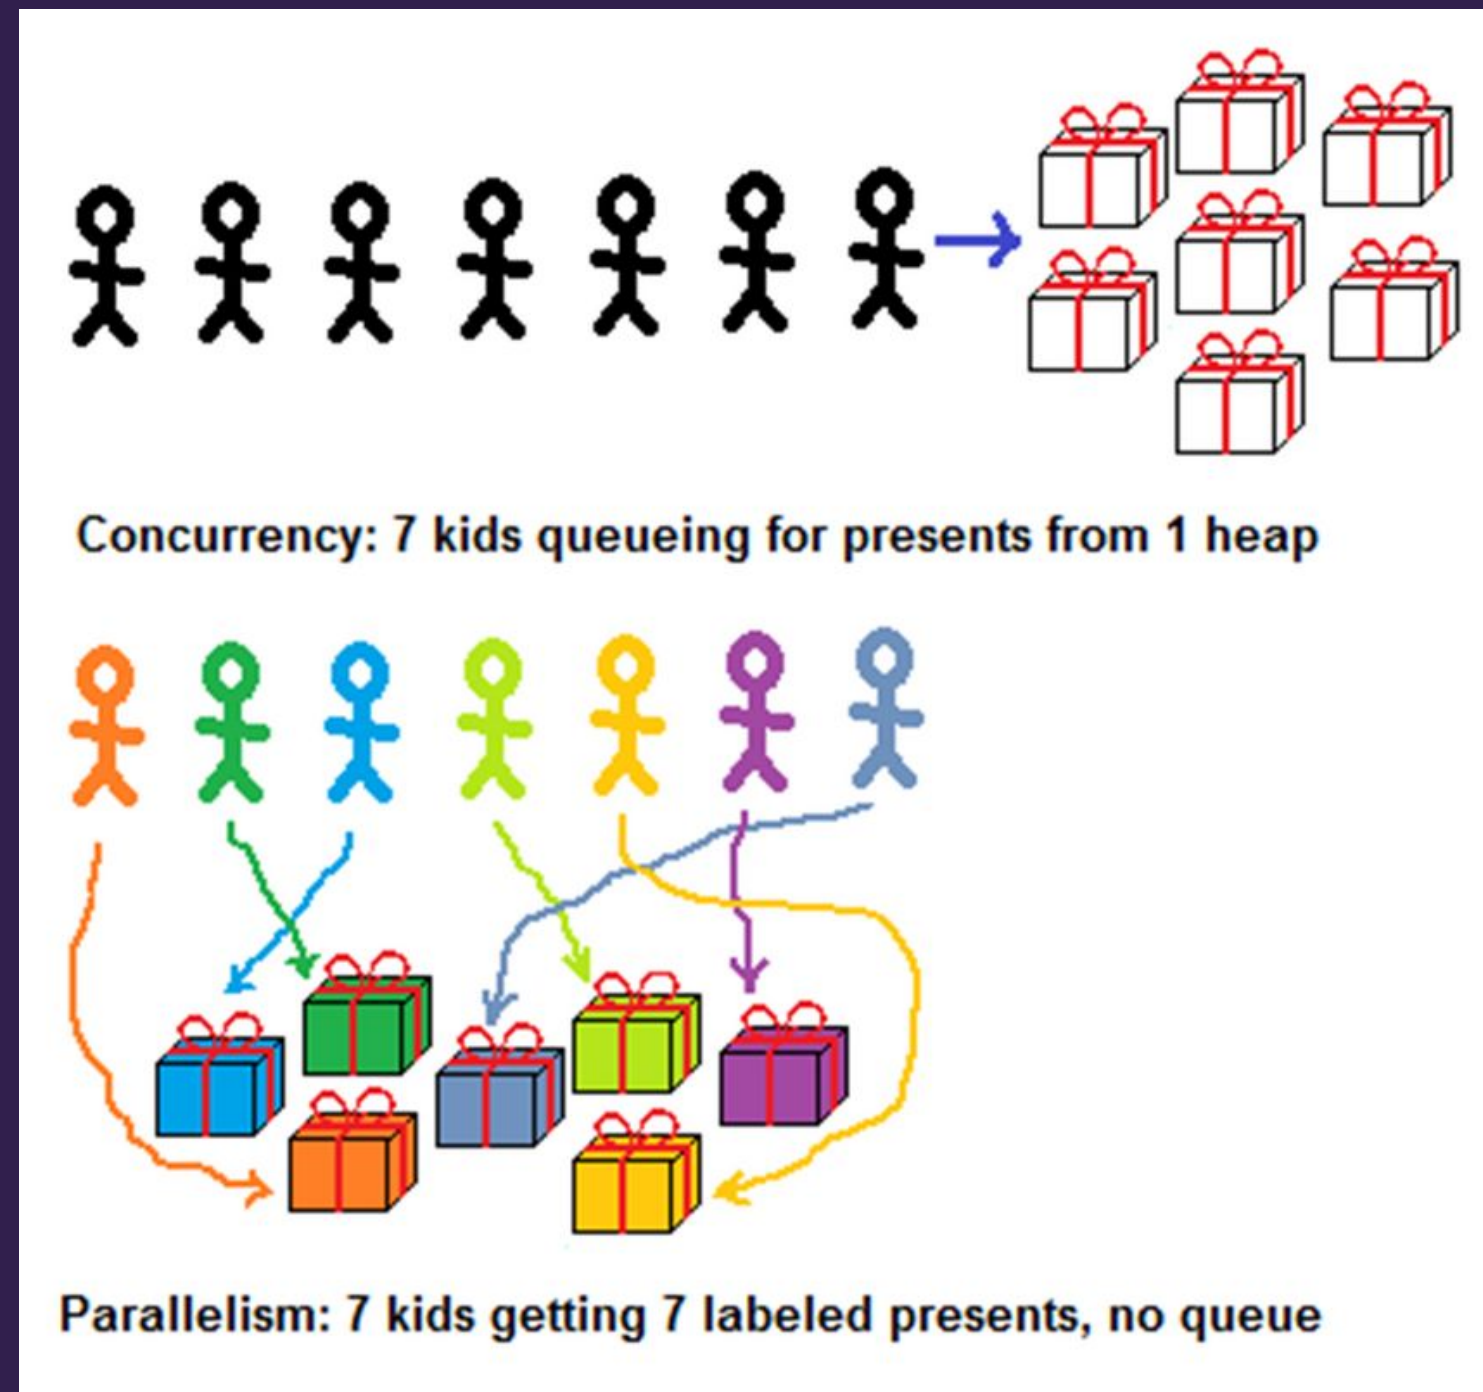 Concurrency: 7 kids queueing for presents from 1 heap
Parallelism: 7 kids getting 7 labeled presents, no queue